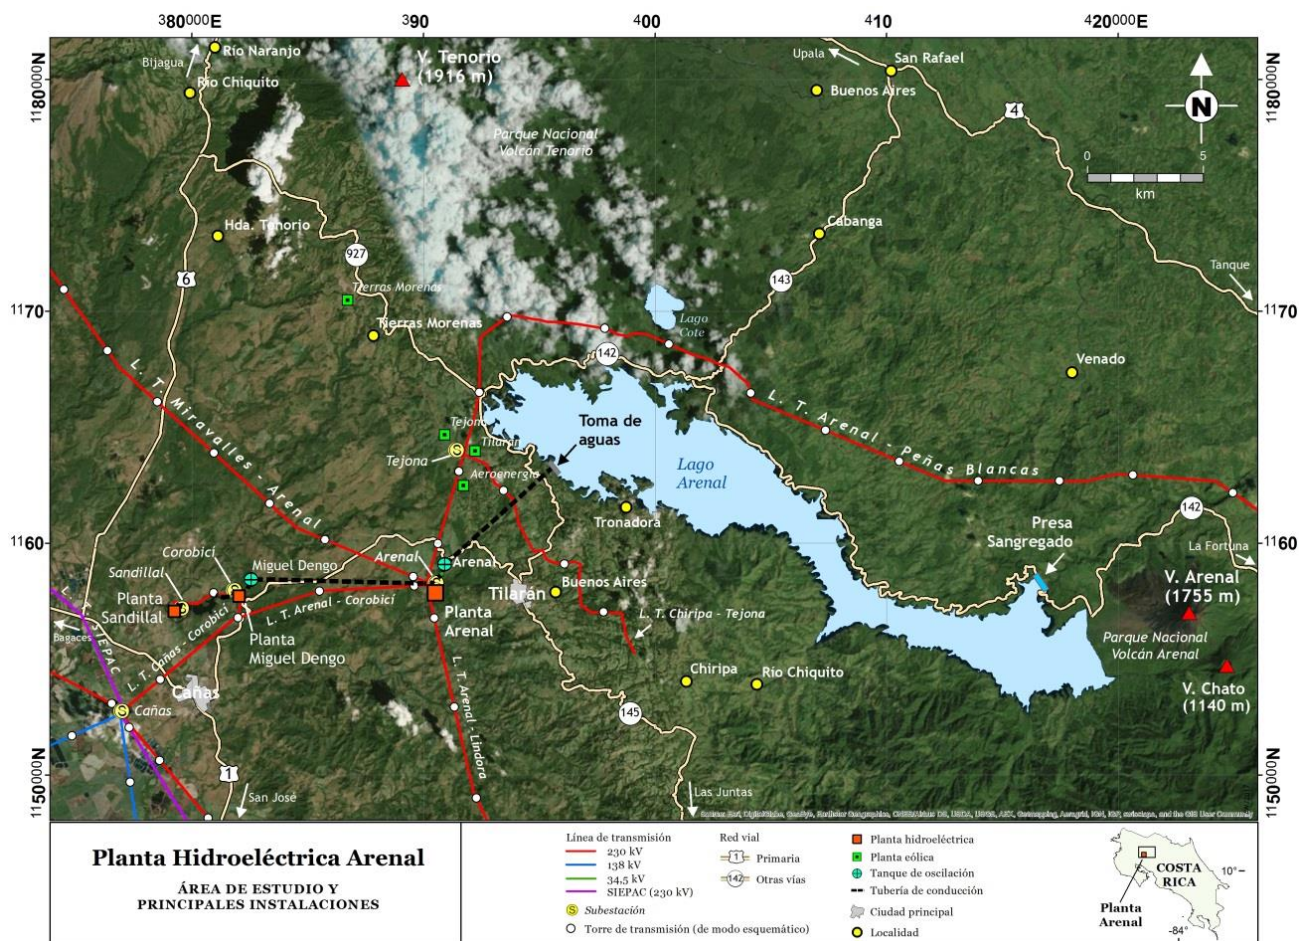 380000E
390
400
410
420000E
1180000N
1170
1160
1150000N
1180000N
1170
1160
1150000N
Río Naranjo
Bijagua
Río Chiquito
V. Tenorio
(1916 m)
Parque Nacional
Volcán Tenorio
Upala
San Rafael
Buenos Aires
4
N
0
5
km
Hda. Tenorio
927
6
Cabanga
143
Tanque
Tierras Morenas
Tierras Morenas
Lago
Cote
142
Venado
L. T. Miravalles - Arenal
L. T. Arenal - Peñas Blancas
Toma de
aguas
Tejona
Tilarán
Tejona
Aeroenergía
Lago
Arenal
Tronadora
142
Presa
Sangregado
La Fortuna
Corobicí
Sandillal
Miguel Dengo
Arenal
Arenal
Buenos Aires
Tilarán
V. Arenal
(1755 m)
Planta
Sandillal
L. T. Cañas - Corobicí
L. T. Arenal - Corobicí
Planta
Arenal
Planta
Miguel Dengo
L. T. Chiripa - Tejona
Parque Nacional
Volcán Arenal
L. T. SIEPAC
Bagaces
Chiripa
Río Chiquito
V. Chato
(1140 m)
Cañas
Cañas
S
S
L. T. Arenal - Lindora
145
1
San José
Las Juntas
Planta Hidroeléctrica Arenal
ÁREA DE ESTUDIO Y
PRINCIPALES INSTALACIONES
Línea de transmisión
230 kV
138 kV
34,5 kV
SIEPAC (230 kV)
S Subestación
Torre de transmisión (de modo esquemático)
Red vial
1 Primaria
142 Otras vías
Planta hidroeléctrica
Planta eólica
Tanque de oscilación
Tubería de conducción
Ciudad principal
Localidad
COSTA
RICA
10°
Planta
Arenal
-84°